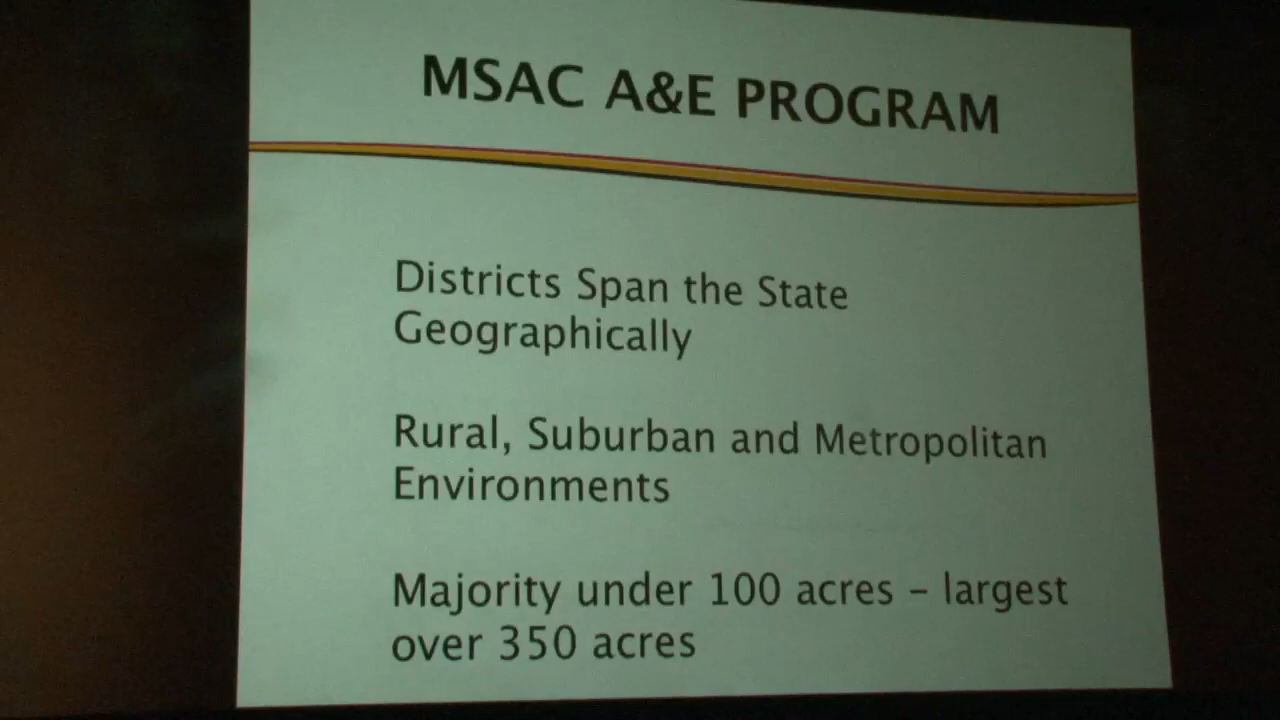 MSAC A&E PROGRAM
Districts Span the State
Geographically
Rural, Suburban and Metropolitan
Environments
Majority under 100 acres – largest
over 350 acres